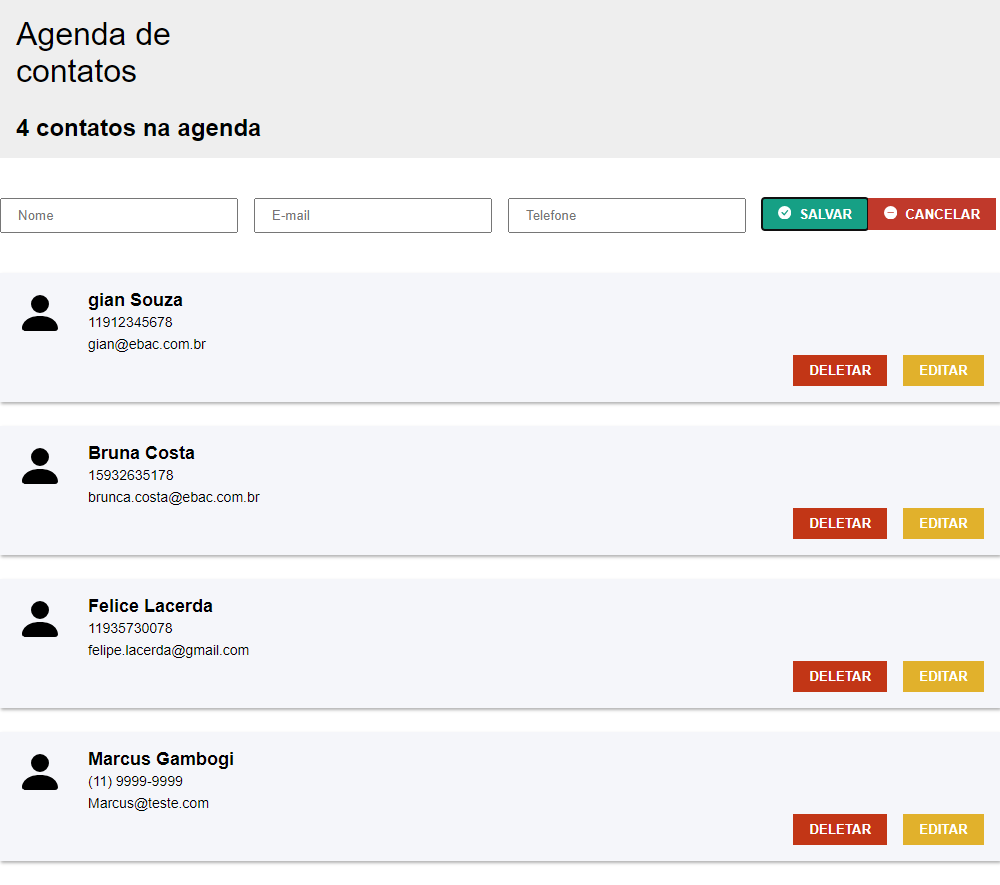 Agenda de
contatos
4 contatos na agenda
Nome E-mail Telefone SALVAR CANCELAR
gian Souza
11912345678
gian@ebac.com.br
DELETAR EDITAR
Bruna Costa
15932635178
brunca.costa@ebac.com.br
DELETAR EDITAR
Felice Lacerda
11935730078
felipe.lacerda@gmail.com
DELETAR EDITAR
Marcus Gambogi
(11) 9999-9999
Marcus@teste.com
DELETAR EDITAR